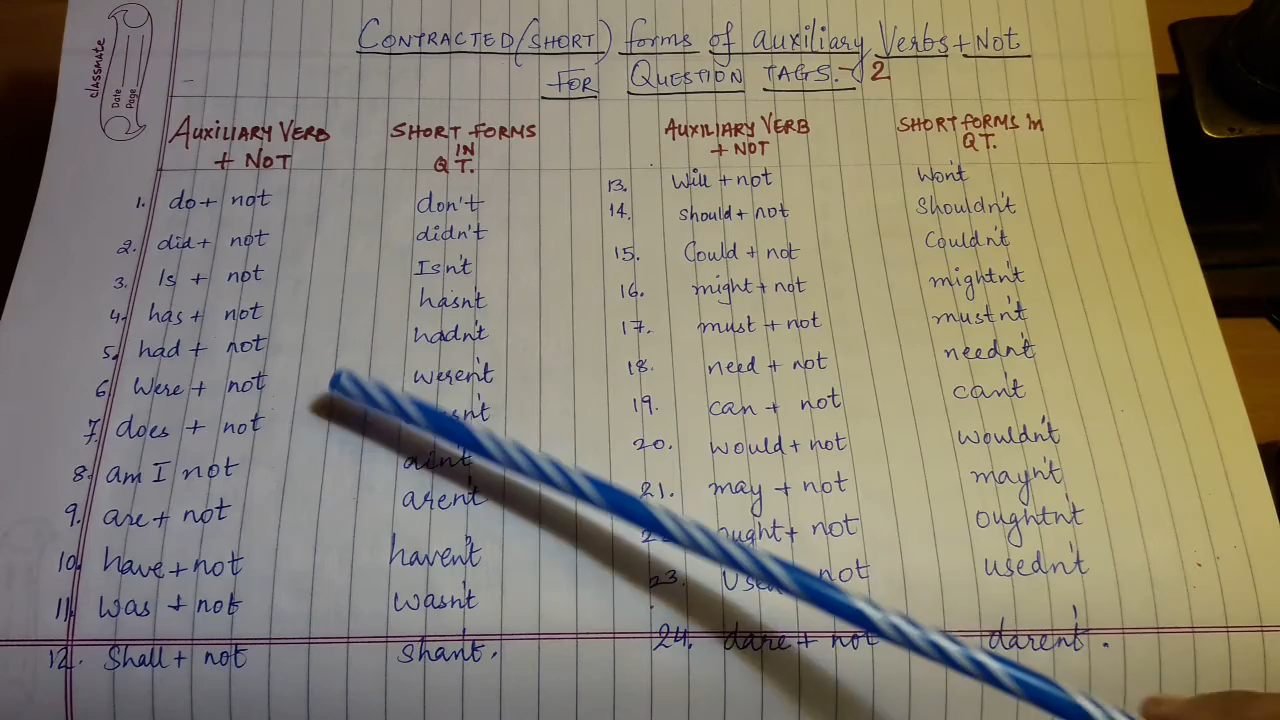 classmate
Date
Page
CONTRACTED (SHORT) forms of auxiliary Verbs + Not
FOR QUESTION TAGS.- 2
AUXILIARY VERB + NOT
SHORT FORMS IN Q T.
1. do + not don't
2. did + not didn't
3. Is + not Isn't
4. has + not hasn't
5. had + not hadn't
6. Were + not weren't
7. does + not
8. am I not ain't
9. are + not aren't
10. have + not haven't
11. was + not wasn't
12. Shall + not shan't.
AUXILIARY VERB + NOT
SHORT FORMS in QT.
13. Will + not Won't
14. should + not Shouldn't
15. Could + not Couldn't
16. might + not mightn't
17. must + not mustn't
18. need + not needn't
19. can + not can't
20. would + not wouldn't
21. may + not mayn't
+ not oughtn't
23. not usedn't
24. dare + not daren't.